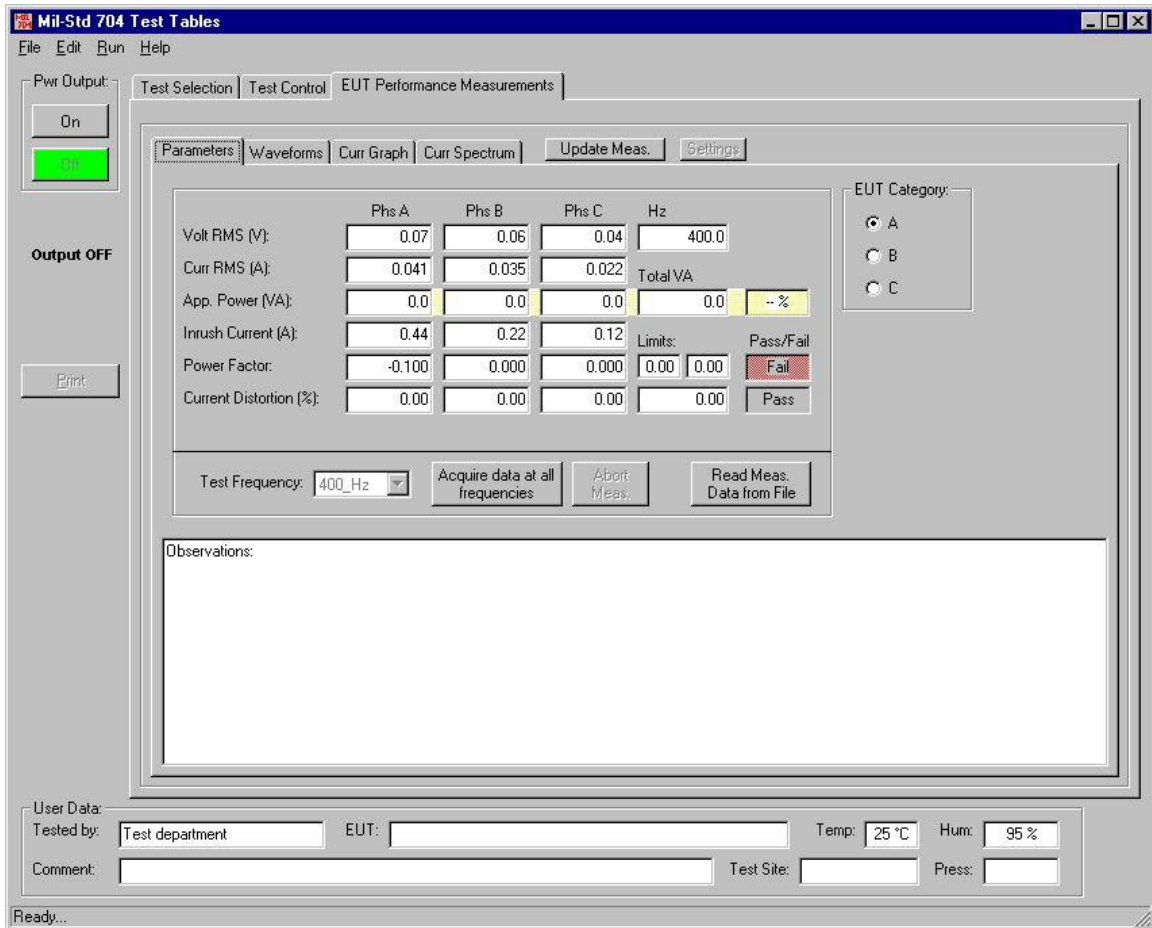 MIL 704 Mil-Std 704 Test Tables
File Edit Run Help
Pwr Output:
On
Off
Output OFF
Print
Test Selection Test Control EUT Performance Measurements
Parameters Waveforms Curr Graph Curr Spectrum Update Meas. Settings
Phs A Phs B Phs C Hz
Volt RMS (V): 0.07 0.06 0.04 400.0
Curr RMS (A): 0.041 0.035 0.022 Total VA
App. Power (VA): 0.0 0.0 0.0 0.0 -- %
Inrush Current (A): 0.44 0.22 0.12 Limits: Pass/Fail
Power Factor: -0.100 0.000 0.000 0.00 0.00 Fail
Current Distortion (%): 0.00 0.00 0.00 0.00 Pass
EUT Category:
A
B
C
Test Frequency: 400_Hz
Acquire data at all
frequencies
Abort
Meas.
Read Meas.
Data from File
Observations:
User Data:
Tested by: Test department EUT: Temp: 25 °C Hum: 95 %
Comment: Test Site: Press:
Ready...